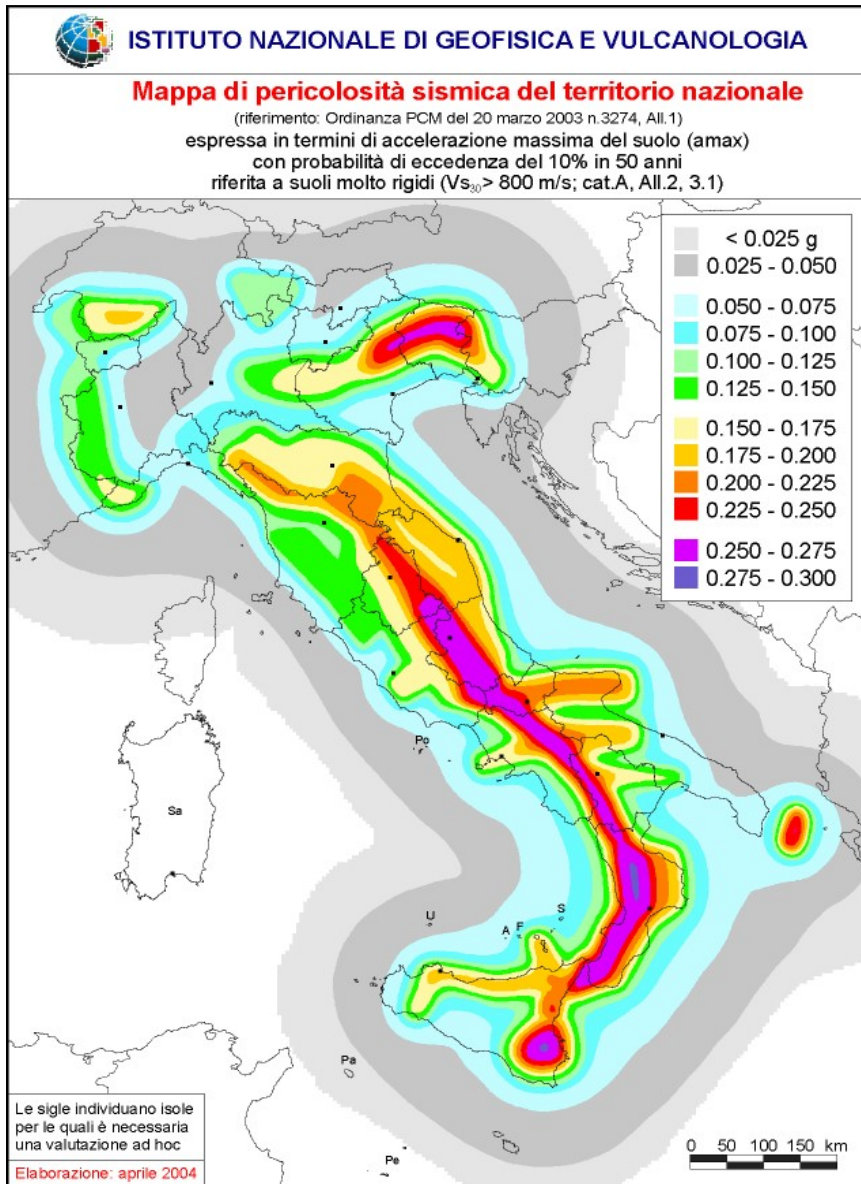 ISTITUTO NAZIONALE DI GEOFISICA E VULCANOLOGIA
Mappa di pericolosità sismica del territorio nazionale
(riferimento: Ordinanza PCM del 20 marzo 2003 n.3274, All.1)
espressa in termini di accelerazione massima del suolo (amax)
con probabilità di eccedenza del 10% in 50 anni
riferita a suoli molto rigidi (Vs₃₀> 800 m/s; cat.A, All.2, 3.1)
< 0.025 g
0.025 - 0.050
0.050 - 0.075
0.075 - 0.100
0.100 - 0.125
0.125 - 0.150
0.150 - 0.175
0.175 - 0.200
0.200 - 0.225
0.225 - 0.250
0.250 - 0.275
0.275 - 0.300
Po
Sa
U
A
F
S
Pa
Pe
Le sigle individuano isole
per le quali è necessaria
una valutazione ad hoc
Elaborazione: aprile 2004
0 50 100 150 km